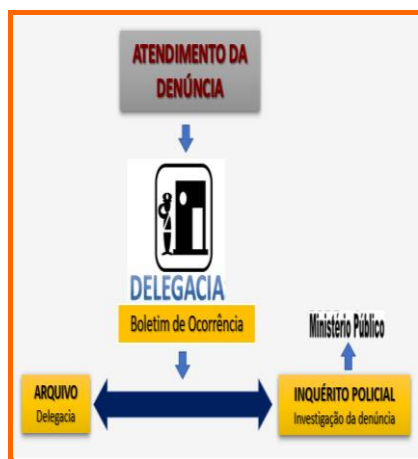 ATENDIMENTO DA
DENÚNCIA
DELEGACIA
Boletim de Ocorrência
Ministério Público
ARQUIVO
Delegacia
INQUÉRITO POLICIAL
Investigação da denúncia